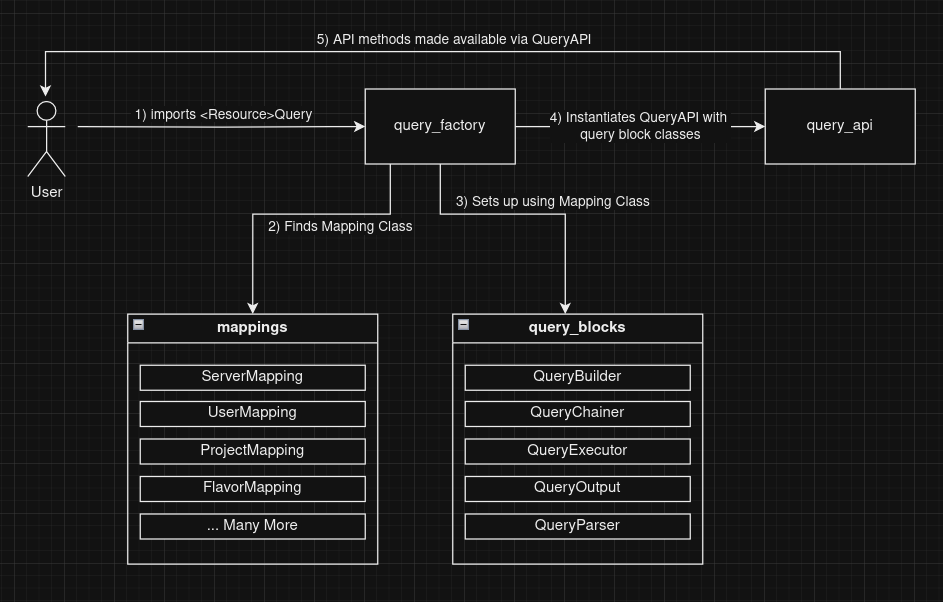 5) API methods made available via QueryAPI
1) imports <Resource>Query
query_factory
4) Instantiates QueryAPI with
query block classes
query_api
User
3) Sets up using Mapping Class
2) Finds Mapping Class
mappings
ServerMapping
UserMapping
ProjectMapping
FlavorMapping
... Many More
query_blocks
QueryBuilder
QueryChainer
QueryExecutor
QueryOutput
QueryParser